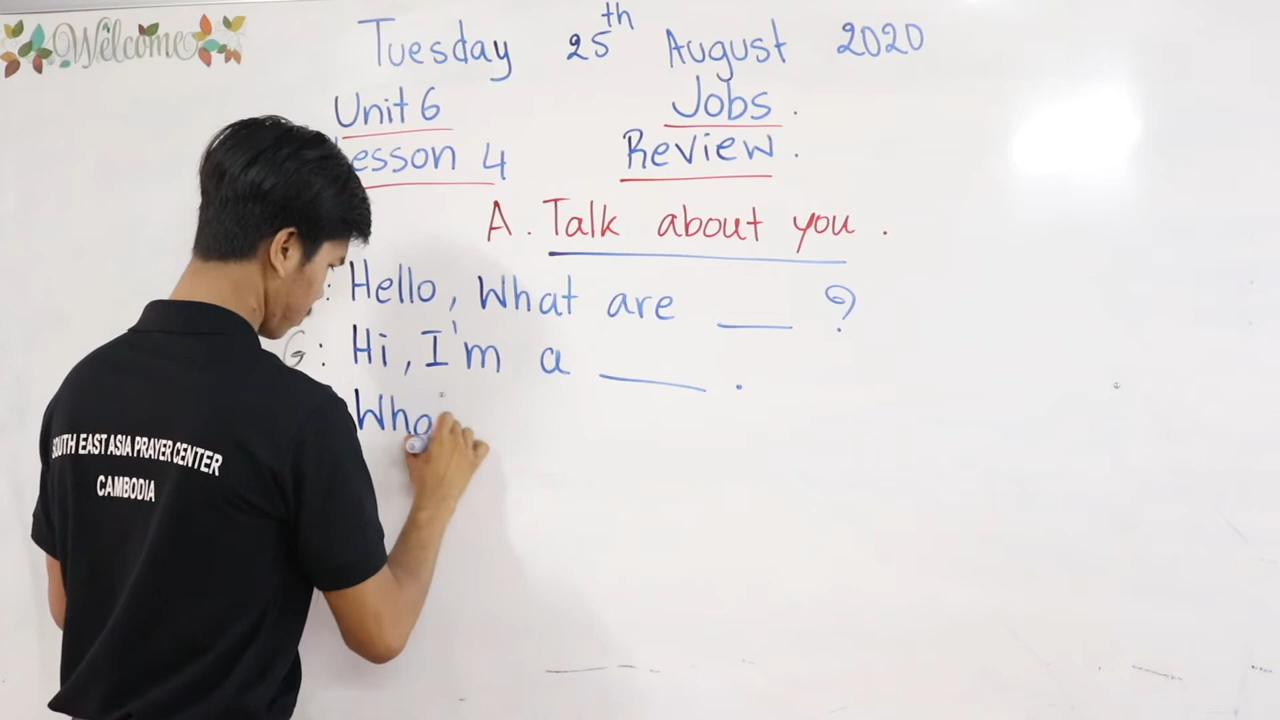 Welcome
Tuesday 25th August 2020
Unit 6 Jobs.
esson 4 Review.
A. Talk about you.
: Hello, What are ___ ?
G: Hi, I'm a ___.
Who
SOUTH EAST ASIA PRAYER CENTER
CAMBODIA